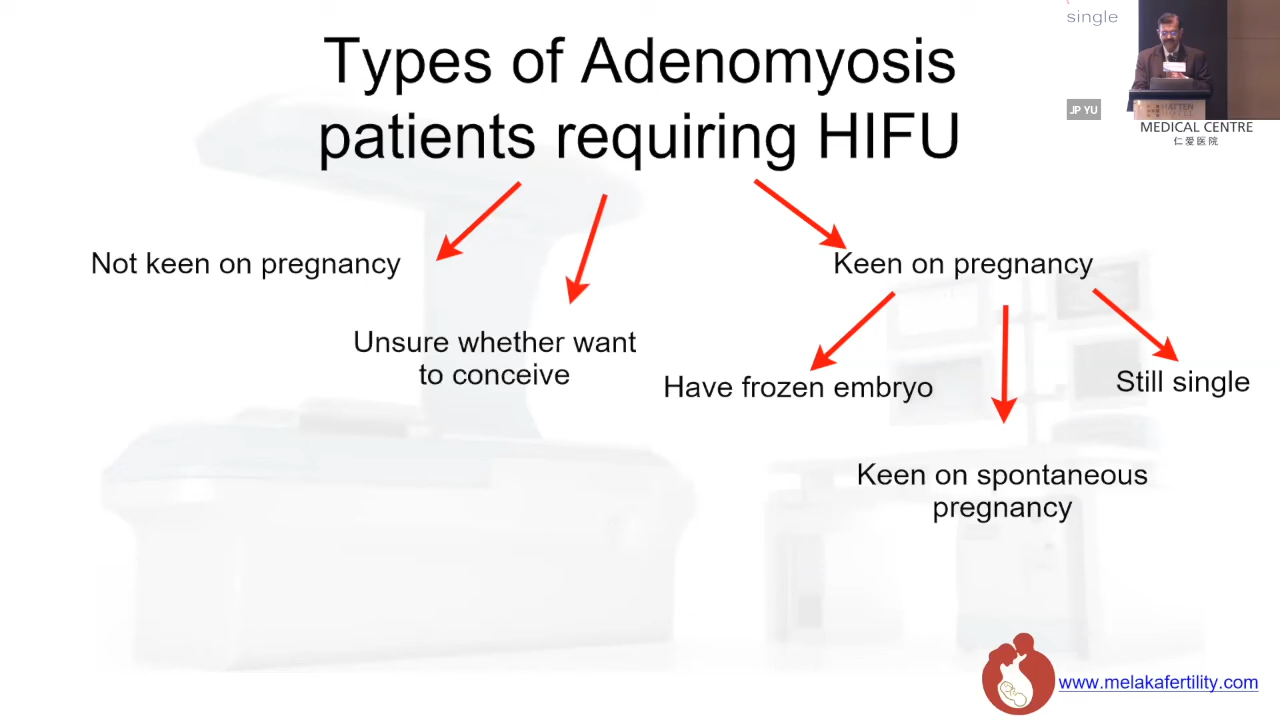 single
Types of Adenomyosis
patients requiring HIFU
JP YU
HATTEN
MEDICAL CENTRE
仁爱医院
Not keen on pregnancy
Keen on pregnancy
Unsure whether want
to conceive
Have frozen embryo
Still single
Keen on spontaneous
pregnancy
www.melakafertility.com